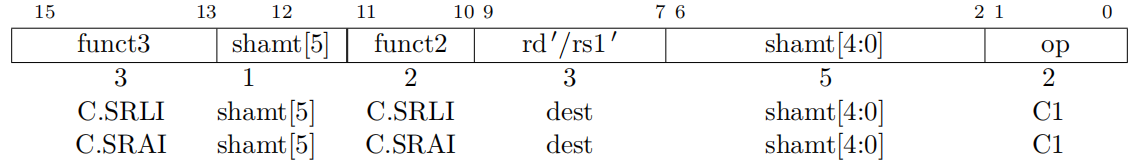 15 13 12 11 10 9 7 6 2 1 0
funct3 shamt[5] funct2 rd′/rs1′ shamt[4:0] op
3 1 2 3 5 2
C.SRLI shamt[5] C.SRLI dest shamt[4:0] C1
C.SRAI shamt[5] C.SRAI dest shamt[4:0] C1